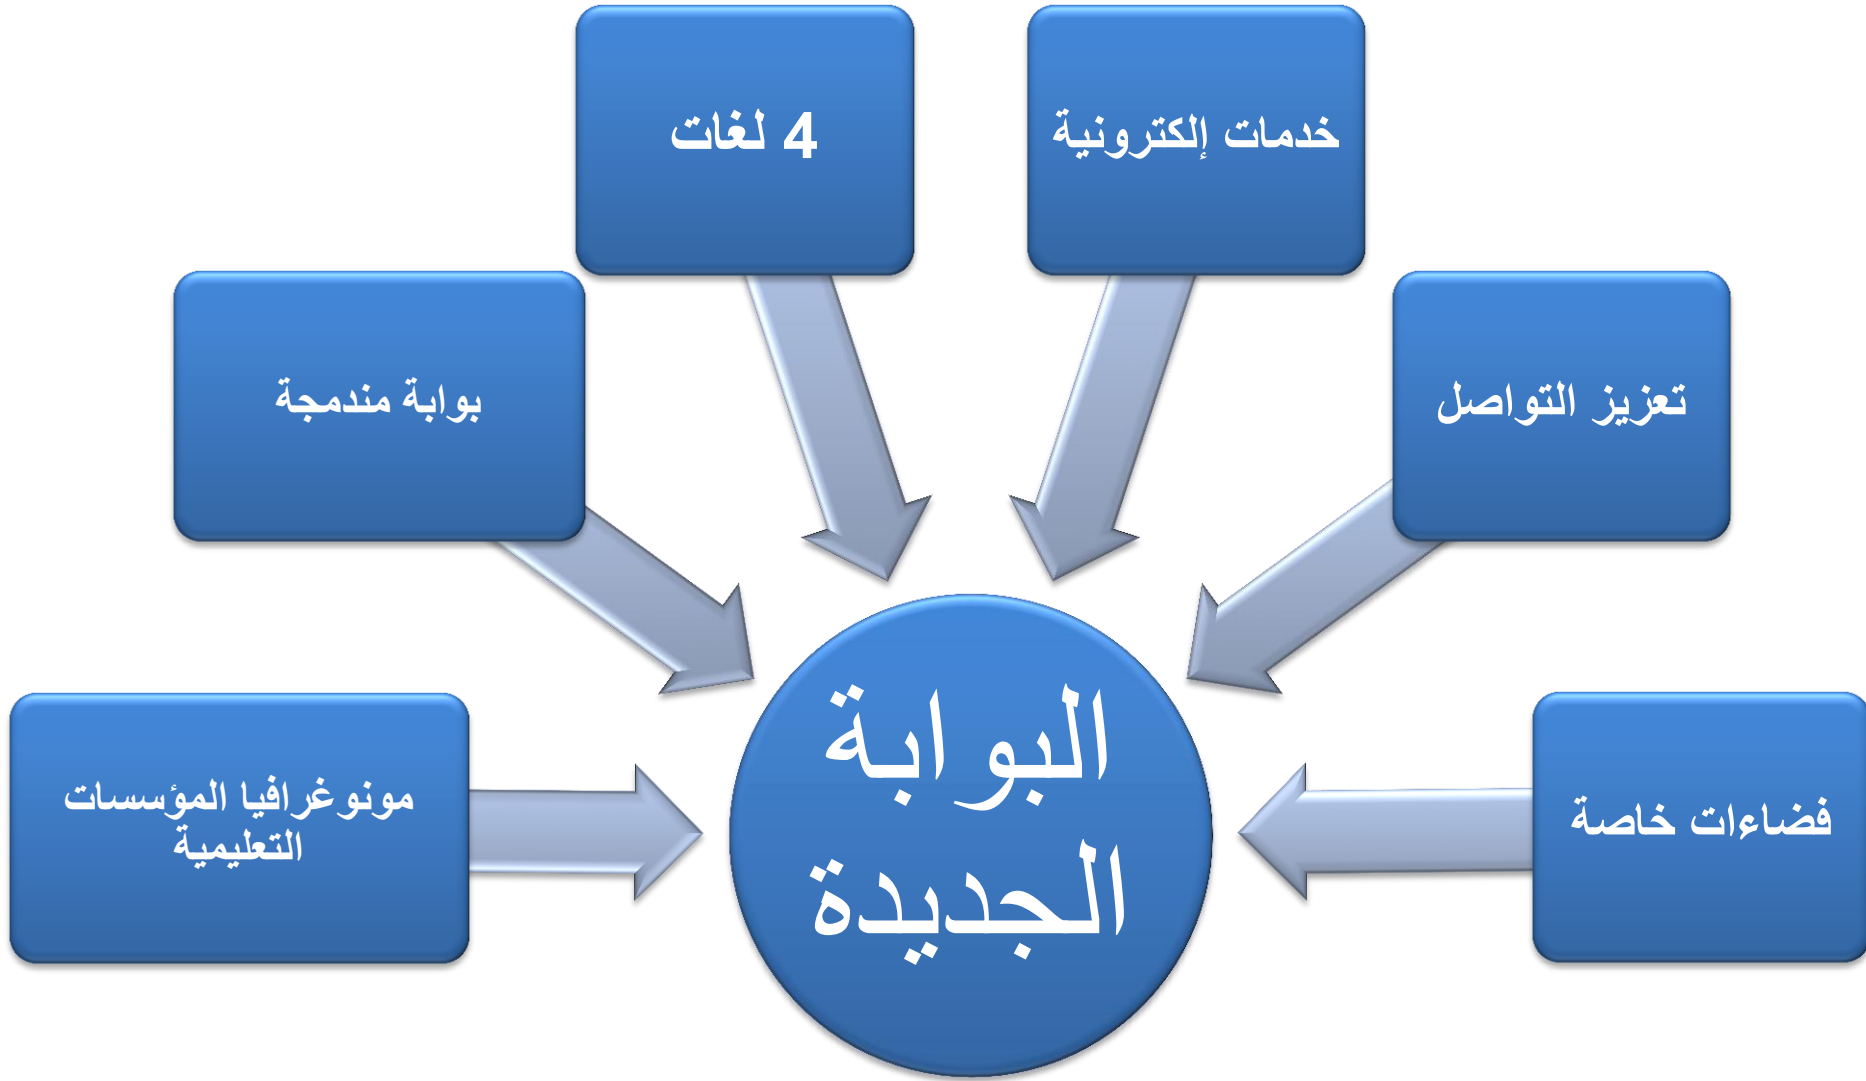 خدمات إلكترونية
4 لغات
تعزيز التواصل
بوابة مندمجة
فضاءات خاصة
مونوغرافيا المؤسسات
التعليمية
البوابة
الجديدة